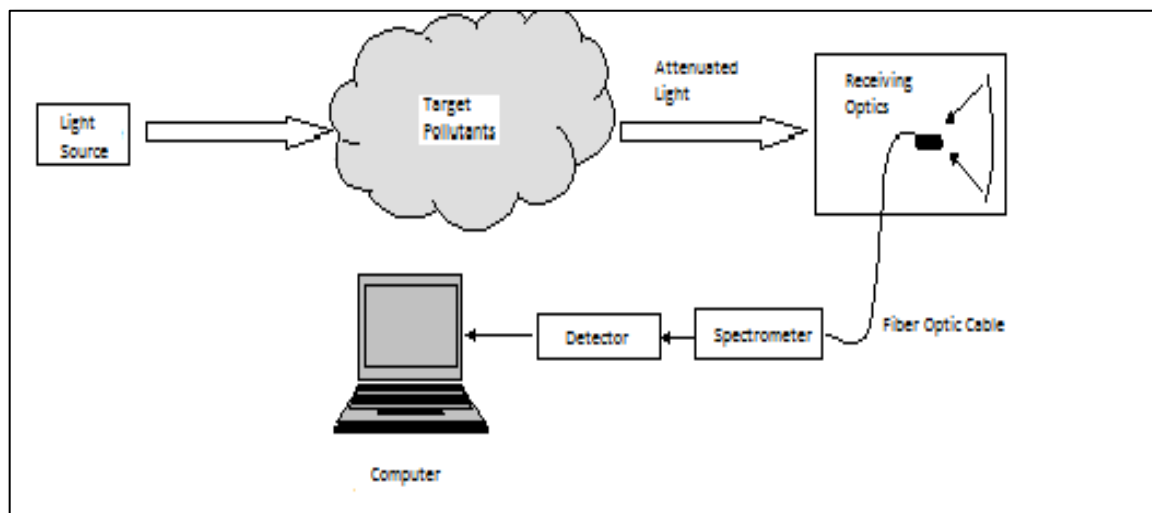 Light
Source
Target
Pollutants
Attenuated
Light
Receiving
Optics
Detector
Spectrometer
Fiber Optic Cable
Computer